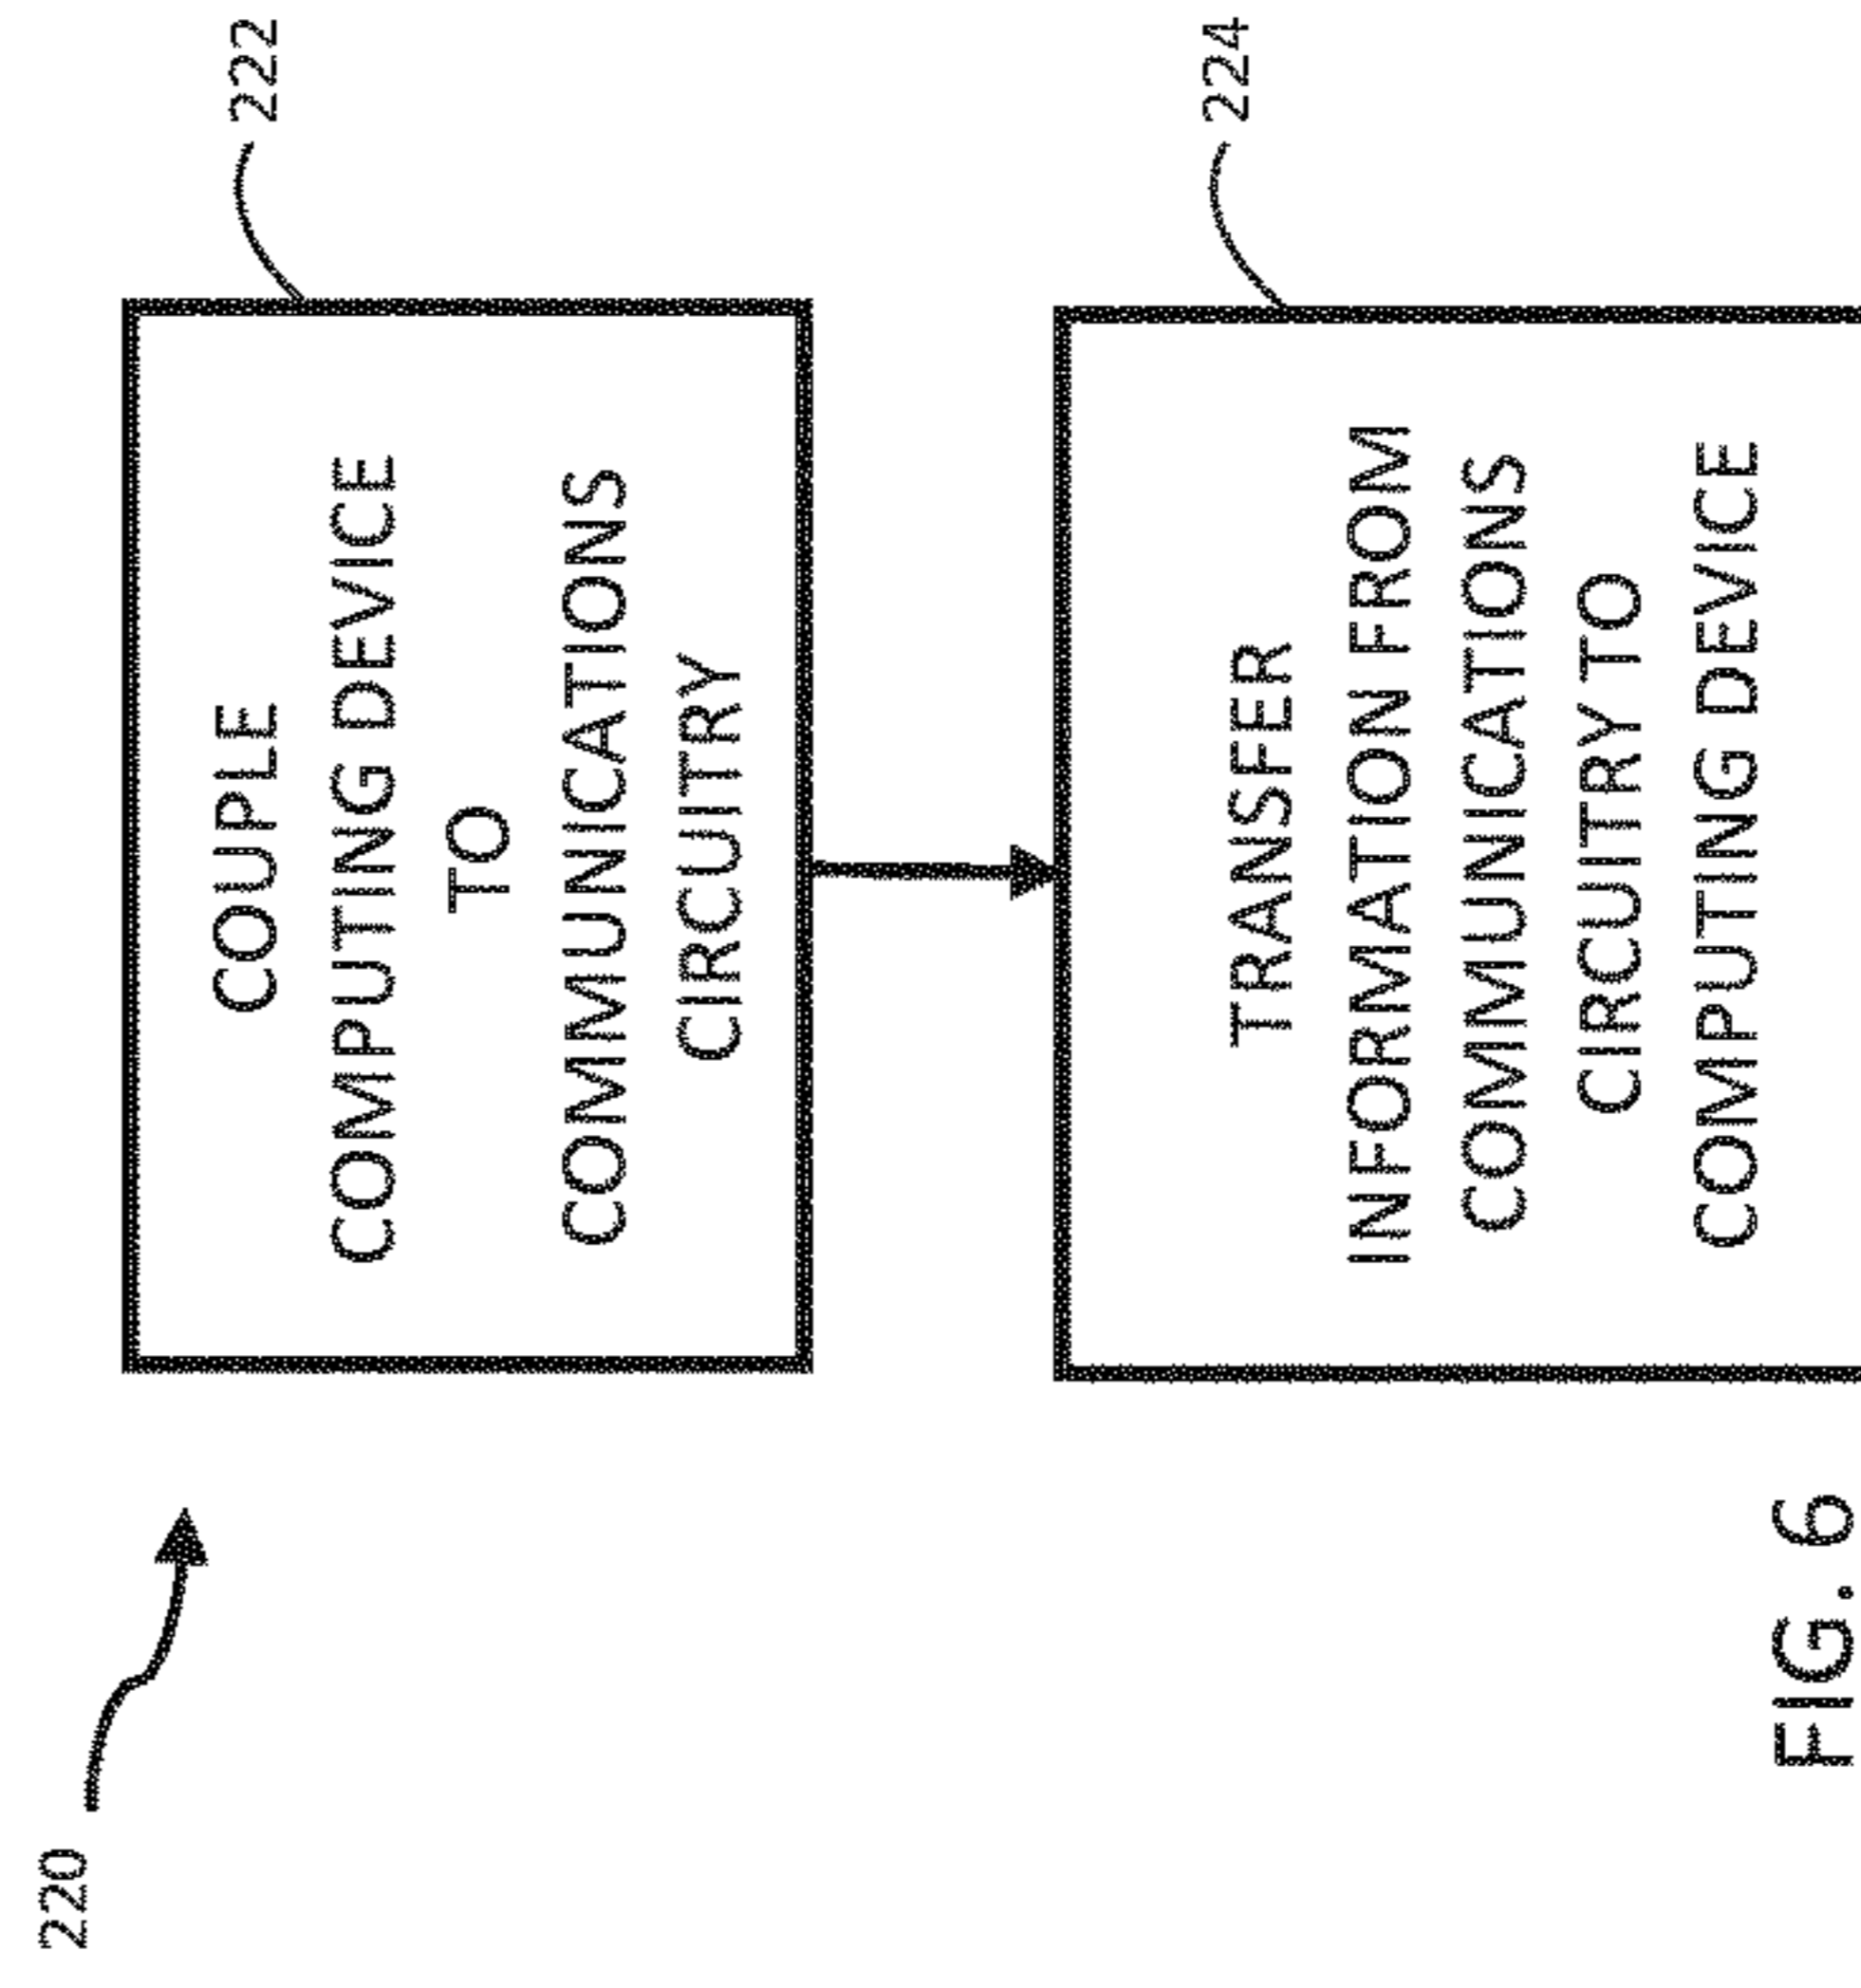 220
222
COUPLE
COMPUTING DEVICE
TO
COMMUNICATIONS
CIRCUITRY
224
TRANSFER
INFORMATION FROM
COMMUNICATIONS
CIRCUITRY TO
COMPUTING DEVICE
FIG. 6